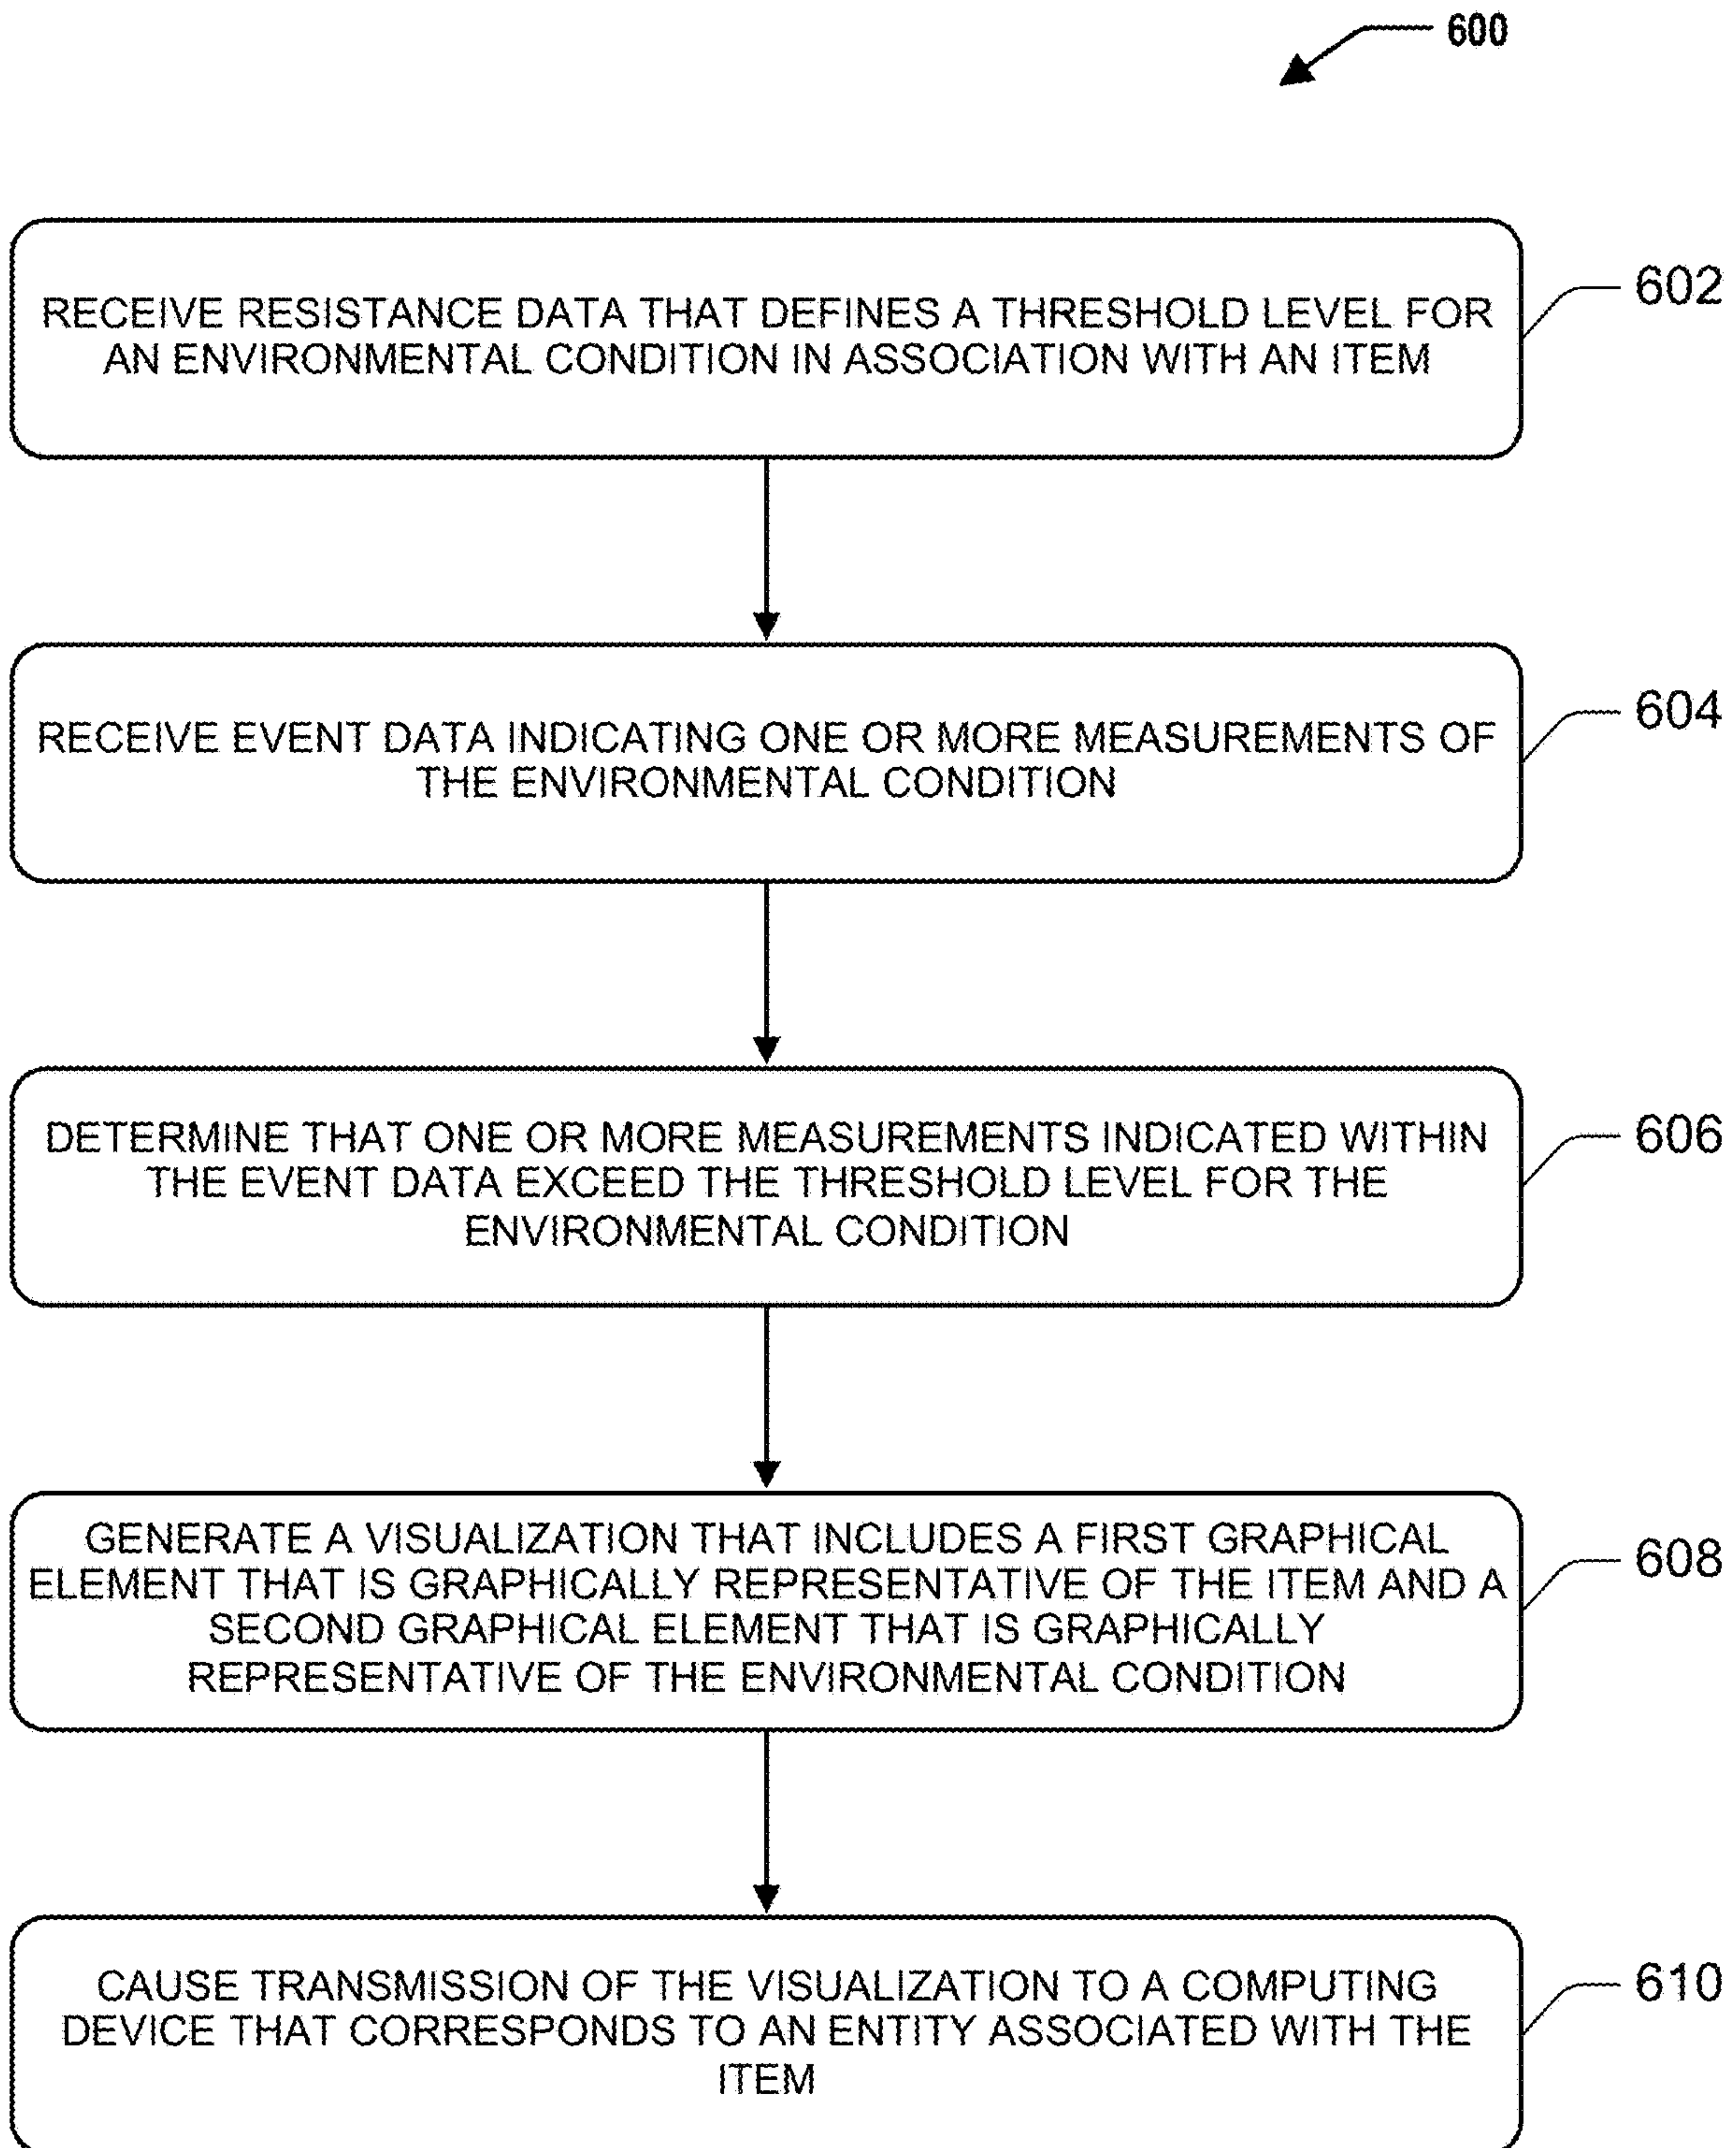 600
RECEIVE RESISTANCE DATA THAT DEFINES A THRESHOLD LEVEL FOR
AN ENVIRONMENTAL CONDITION IN ASSOCIATION WITH AN ITEM
602
RECEIVE EVENT DATA INDICATING ONE OR MORE MEASUREMENTS OF
THE ENVIRONMENTAL CONDITION
604
DETERMINE THAT ONE OR MORE MEASUREMENTS INDICATED WITHIN
THE EVENT DATA EXCEED THE THRESHOLD LEVEL FOR THE
ENVIRONMENTAL CONDITION
606
GENERATE A VISUALIZATION THAT INCLUDES A FIRST GRAPHICAL
ELEMENT THAT IS GRAPHICALLY REPRESENTATIVE OF THE ITEM AND A
SECOND GRAPHICAL ELEMENT THAT IS GRAPHICALLY
REPRESENTATIVE OF THE ENVIRONMENTAL CONDITION
608
CAUSE TRANSMISSION OF THE VISUALIZATION TO A COMPUTING
DEVICE THAT CORRESPONDS TO AN ENTITY ASSOCIATED WITH THE
ITEM
610